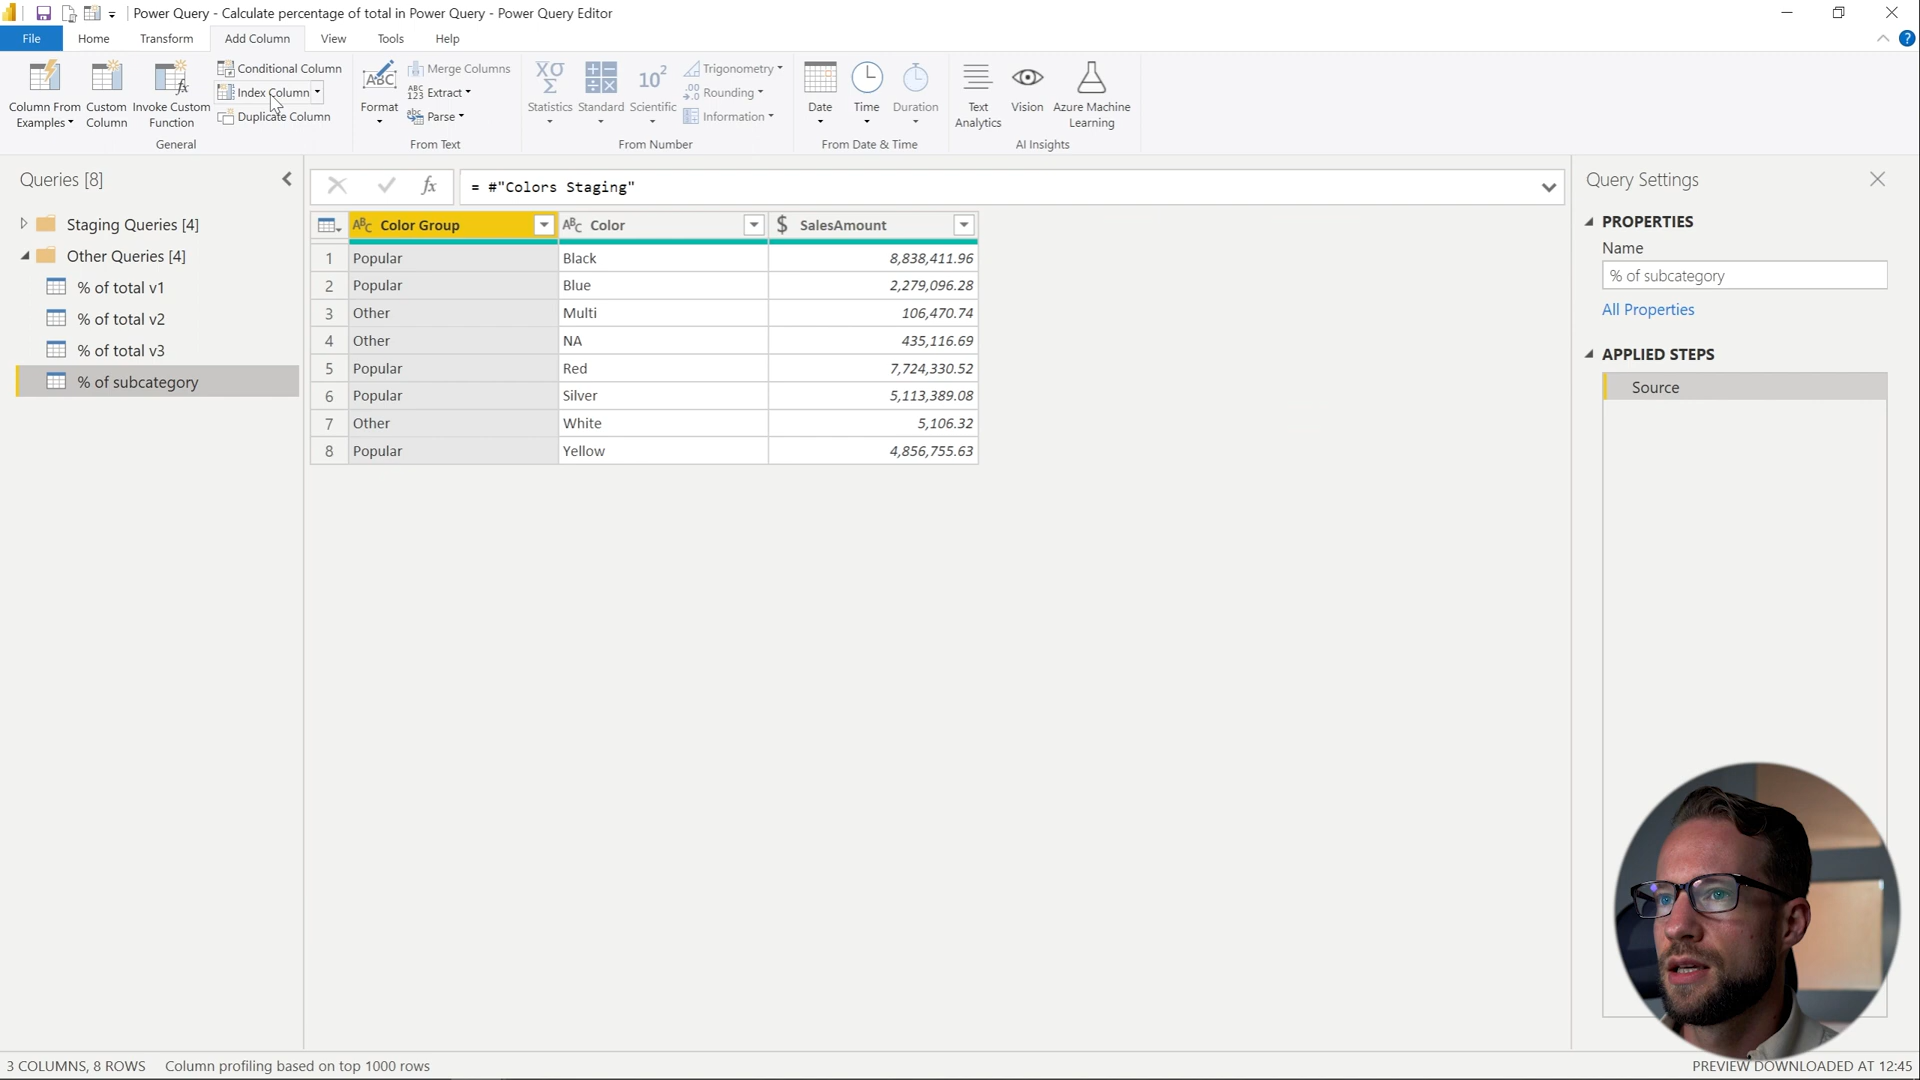 Power Query - Calculate percentage of total in Power Query - Power Query Editor
File Home Transform Add Column View Tools Help
Column From Examples
Custom Column
Invoke Custom Function
Conditional Column
Index Column
Duplicate Column
General
Format
Merge Columns
Extract
Parse
From Text
Statistics
Standard
Scientific
Trigonometry
Rounding
Information
From Number
Date
Time
Duration
From Date & Time
Text Analytics
Vision
Azure Machine Learning
AI Insights
Queries [8]
Staging Queries [4]
Other Queries [4]
% of total v1
% of total v2
% of total v3
% of subcategory
= #"Colors Staging"
Color Group Color SalesAmount
1 Popular Black 8,838,411.96
2 Popular Blue 2,279,096.28
3 Other Multi 106,470.74
4 Other NA 435,116.69
5 Popular Red 7,724,330.52
6 Popular Silver 5,113,389.08
7 Other White 5,106.32
8 Popular Yellow 4,856,755.63
Query Settings
PROPERTIES
Name
% of subcategory
All Properties
APPLIED STEPS
Source
3 COLUMNS, 8 ROWS Column profiling based on top 1000 rows
PREVIEW DOWNLOADED AT 12:45